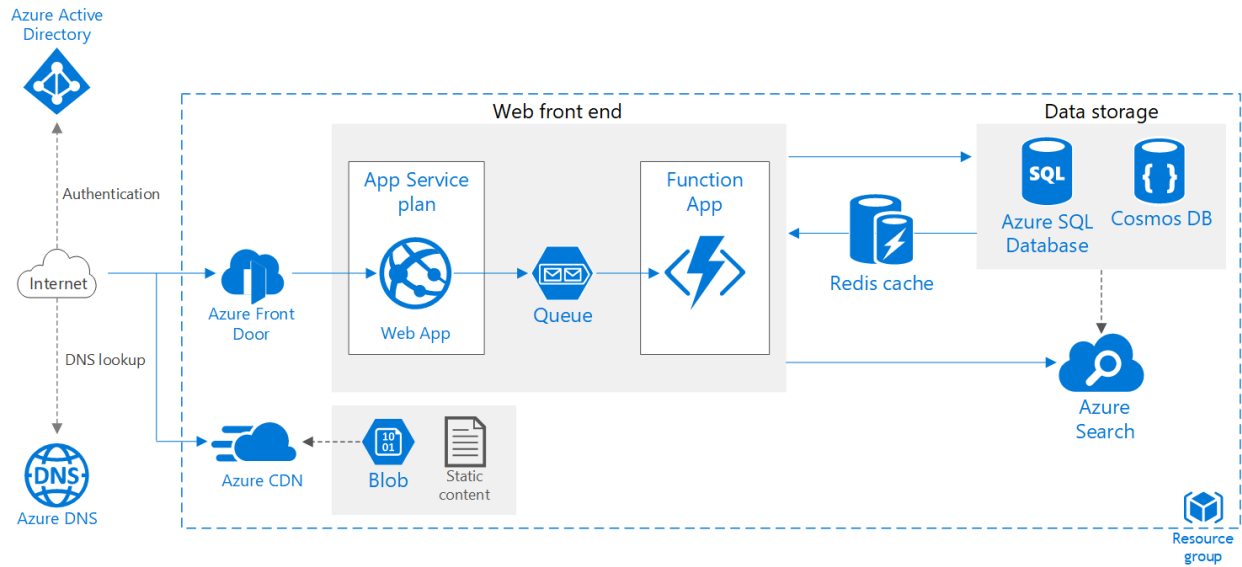 Azure Active
Directory
Authentication
Internet
DNS lookup
DNS
Azure DNS
Web front end
Data storage
App Service
plan
Web App
Queue
Function
App
Azure Front
Door
Azure CDN
10
01
Blob
Static
content
Redis cache
SQL
Azure SQL
Database
{ }
Cosmos DB
Azure
Search
Resource
group